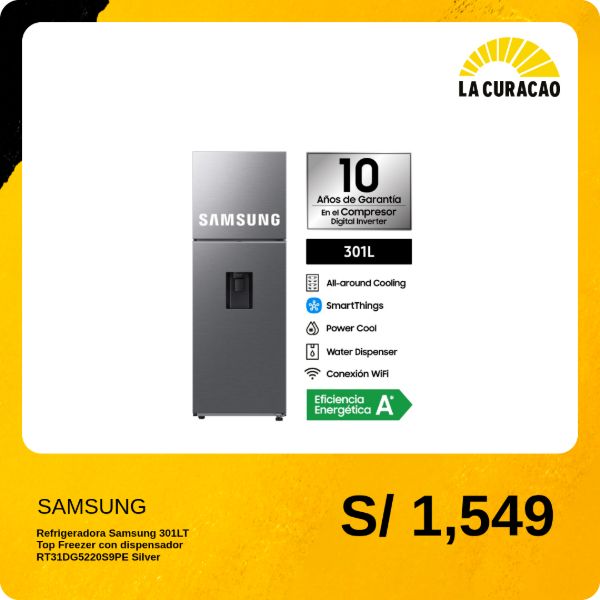 LA CURACAO
SAMSUNG
10
Años de Garantía
En el Compresor
Digital Inverter
301L
All-around Cooling
SmartThings
Power Cool
Water Dispenser
Conexión WiFi
Eficiencia
Energética A*
SAMSUNG
Refrigeradora Samsung 301LT
Top Freezer con dispensador
RT31DG5220S9PE Silver
S/ 1,549